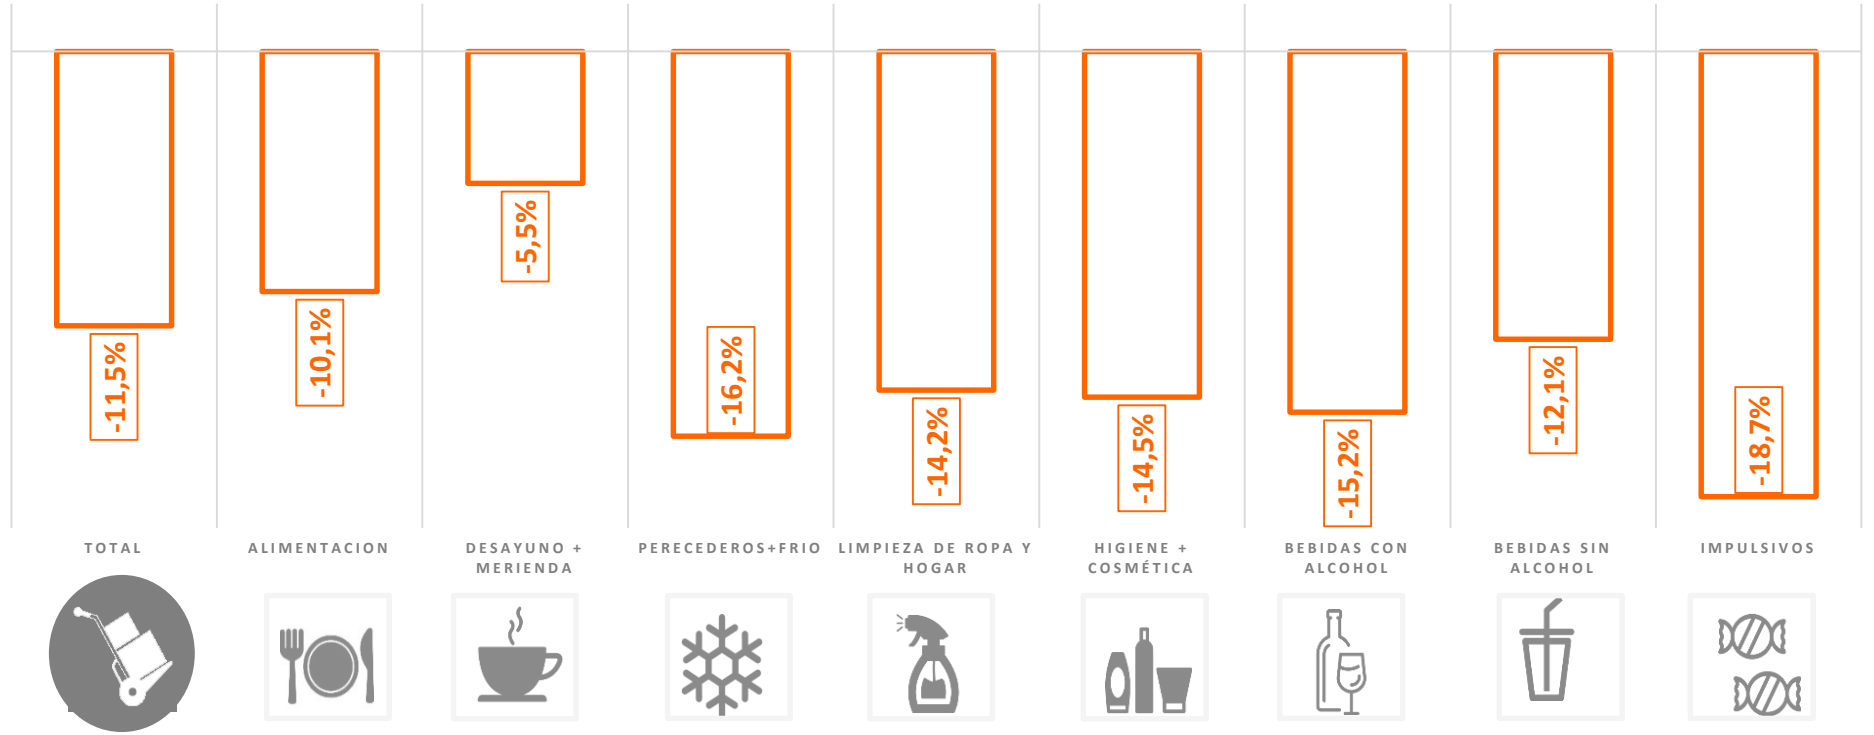 -11,5%
-10,1%
-5,5%
-16,2%
-14,2%
-14,5%
-15,2%
-12,1%
-18,7%
TOTAL
ALIMENTACION
DESAYUNO +
MERIENDA
PERECEDEROS+FRIO
LIMPIEZA DE ROPA Y
HOGAR
HIGIENE +
COSMÉTICA
BEBIDAS CON
ALCOHOL
BEBIDAS SIN
ALCOHOL
IMPULSIVOS